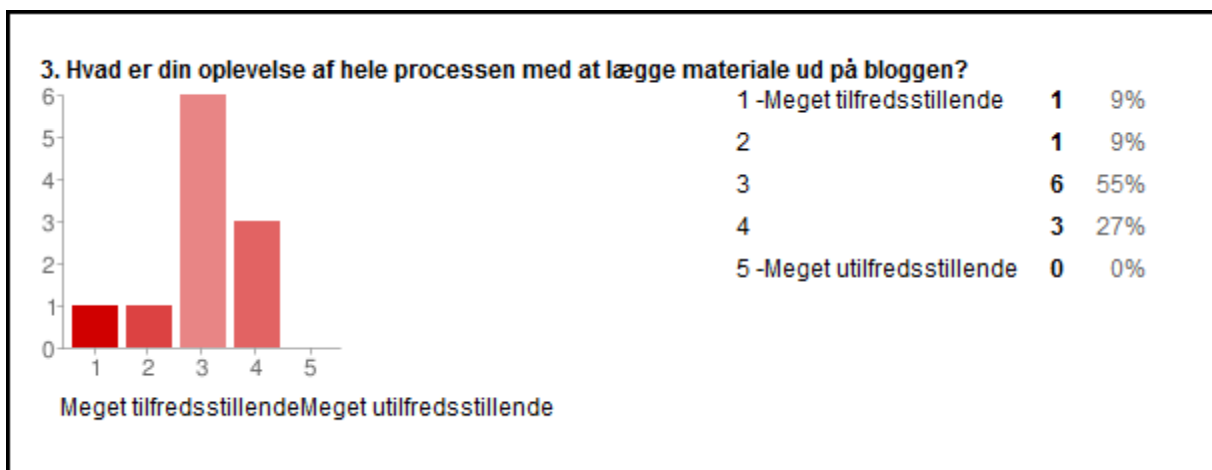 3. Hvad er din oplevelse af hele processen med at lægge materiale ud på bloggen?
6
5
4
3
2
1
0
1 2 3 4 5
Meget tilfredsstillendeMeget utilfredsstillende
1 -Meget tilfredsstillende 1 9%
2 1 9%
3 6 55%
4 3 27%
5 -Meget utilfredsstillende 0 0%